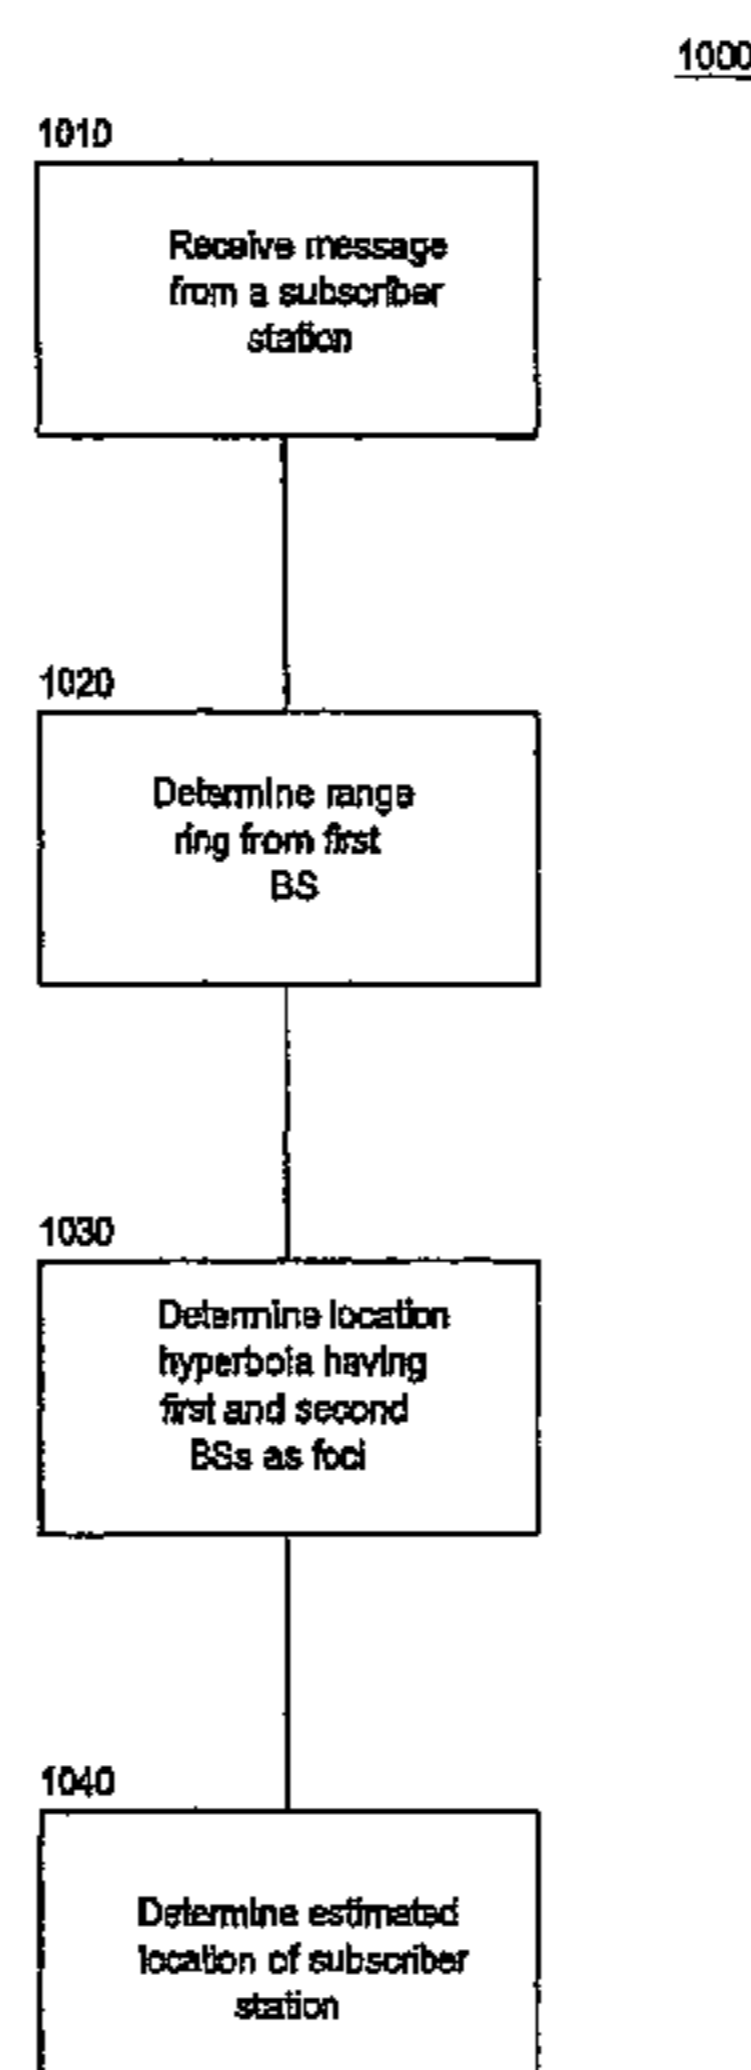 1000
1010
Receive message
from a subscriber
station
1020
Determine range
ring from first
BS
1030
Determine location
hyperbola having
first and second
BSs as foci
1040
Determine estimated
location of subscriber
station